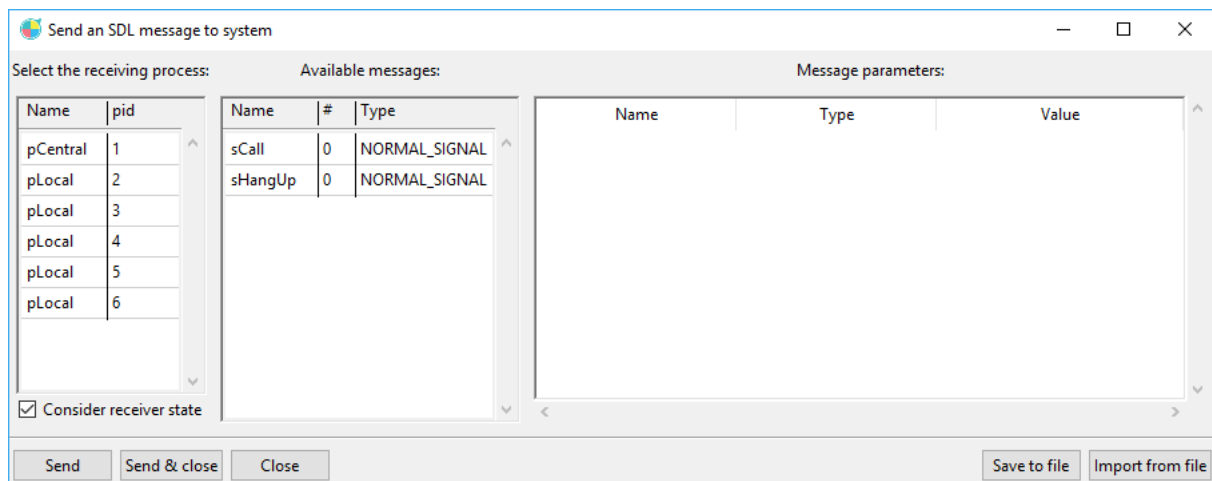 Send an SDL message to system
Select the receiving process: Available messages: Message parameters:
Name pid Name # Type Name Type Value
pCentral 1 sCall 0 NORMAL_SIGNAL
pLocal 2 sHangUp 0 NORMAL_SIGNAL
pLocal 3
pLocal 4
pLocal 5
pLocal 6
Consider receiver state
Send Send & close Close Save to file Import from file